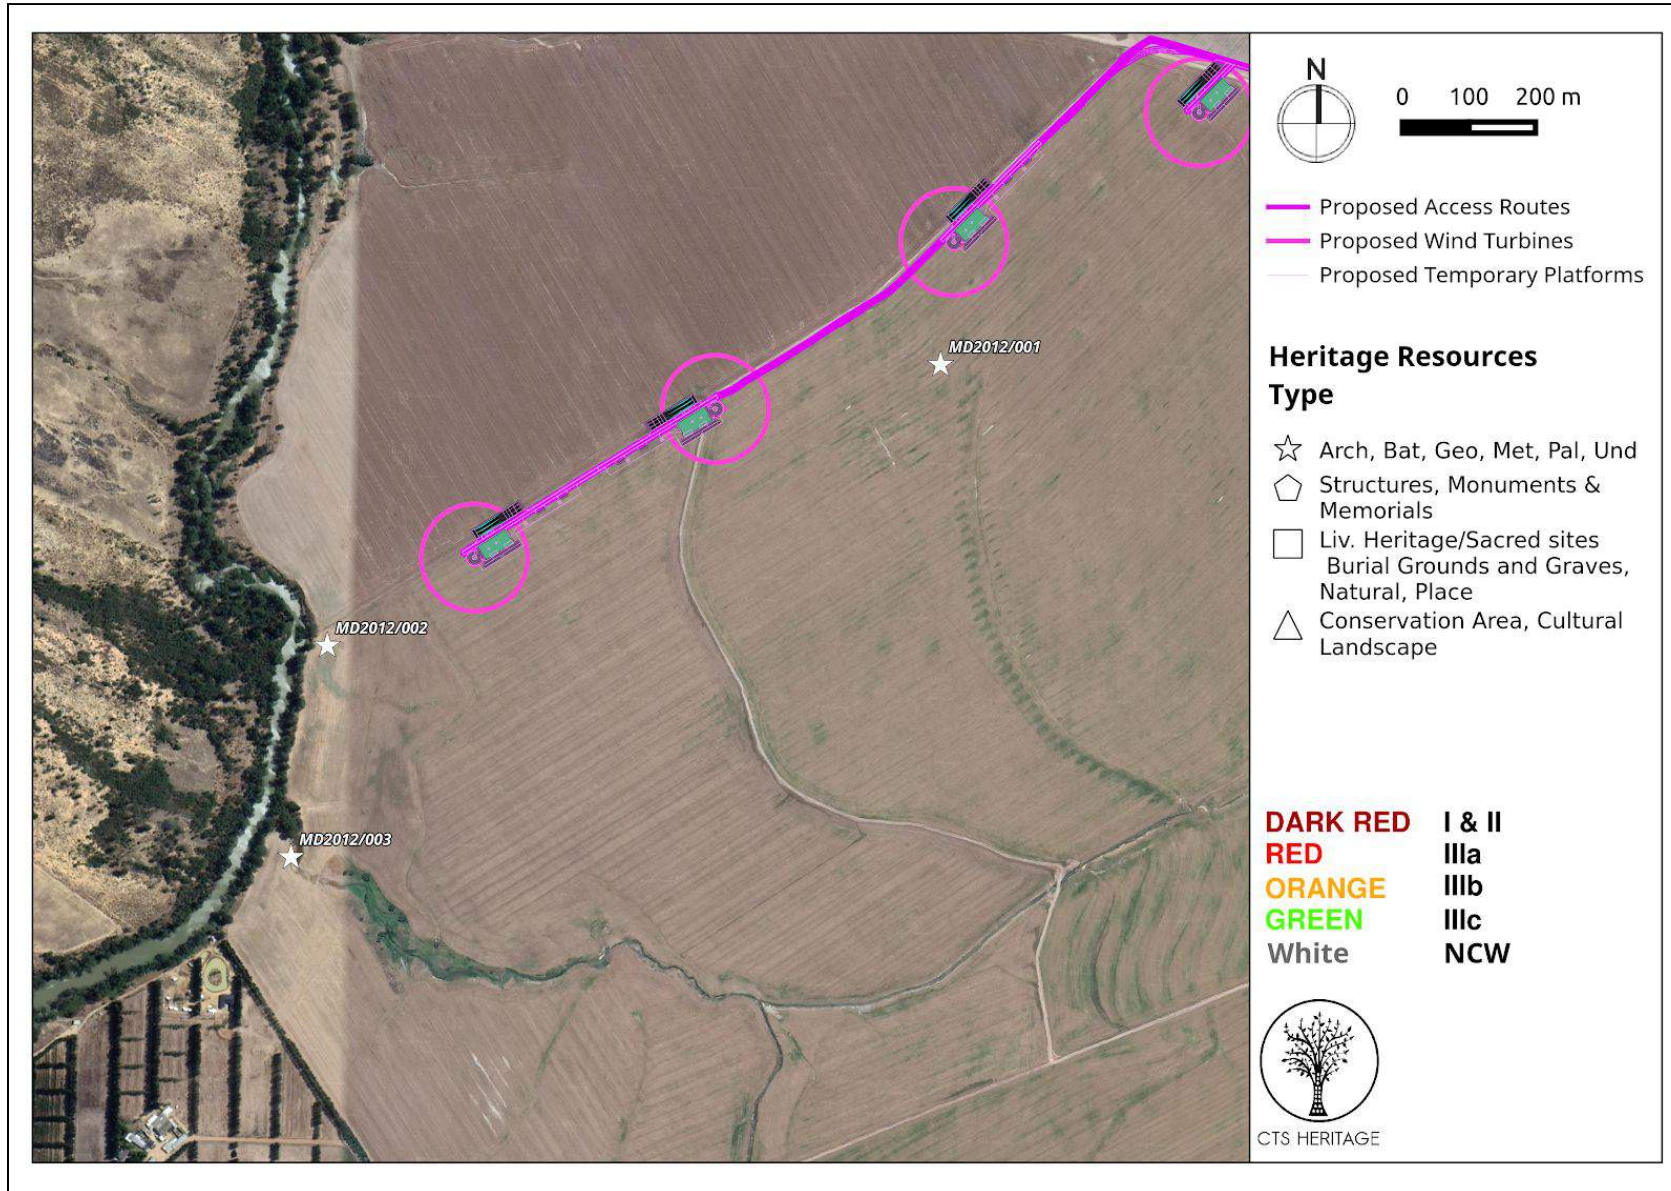 MD2012/001
MD2012/002
MD2012/003
N
0 100 200 m
Proposed Access Routes
Proposed Wind Turbines
Proposed Temporary Platforms
Heritage Resources
Type
Arch, Bat, Geo, Met, Pal, Und
Structures, Monuments &
Memorials
Liv. Heritage/Sacred sites
Burial Grounds and Graves,
Natural, Place
Conservation Area, Cultural
Landscape
DARK RED I & II
RED IIIa
ORANGE IIIb
GREEN IIIc
White NCW
CTS HERITAGE